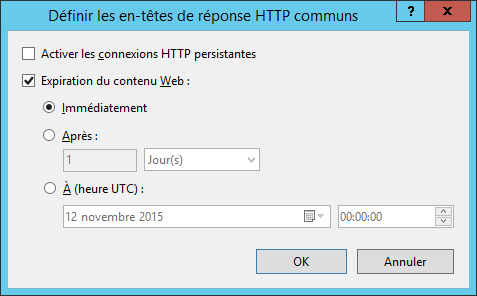 Définir les en-têtes de réponse HTTP communs
? x
Activer les connexions HTTP persistantes
Expiration du contenu Web :
Immédiatement
Après :
1 Jour(s)
À (heure UTC) :
12 novembre 2015 00:00:00
OK Annuler